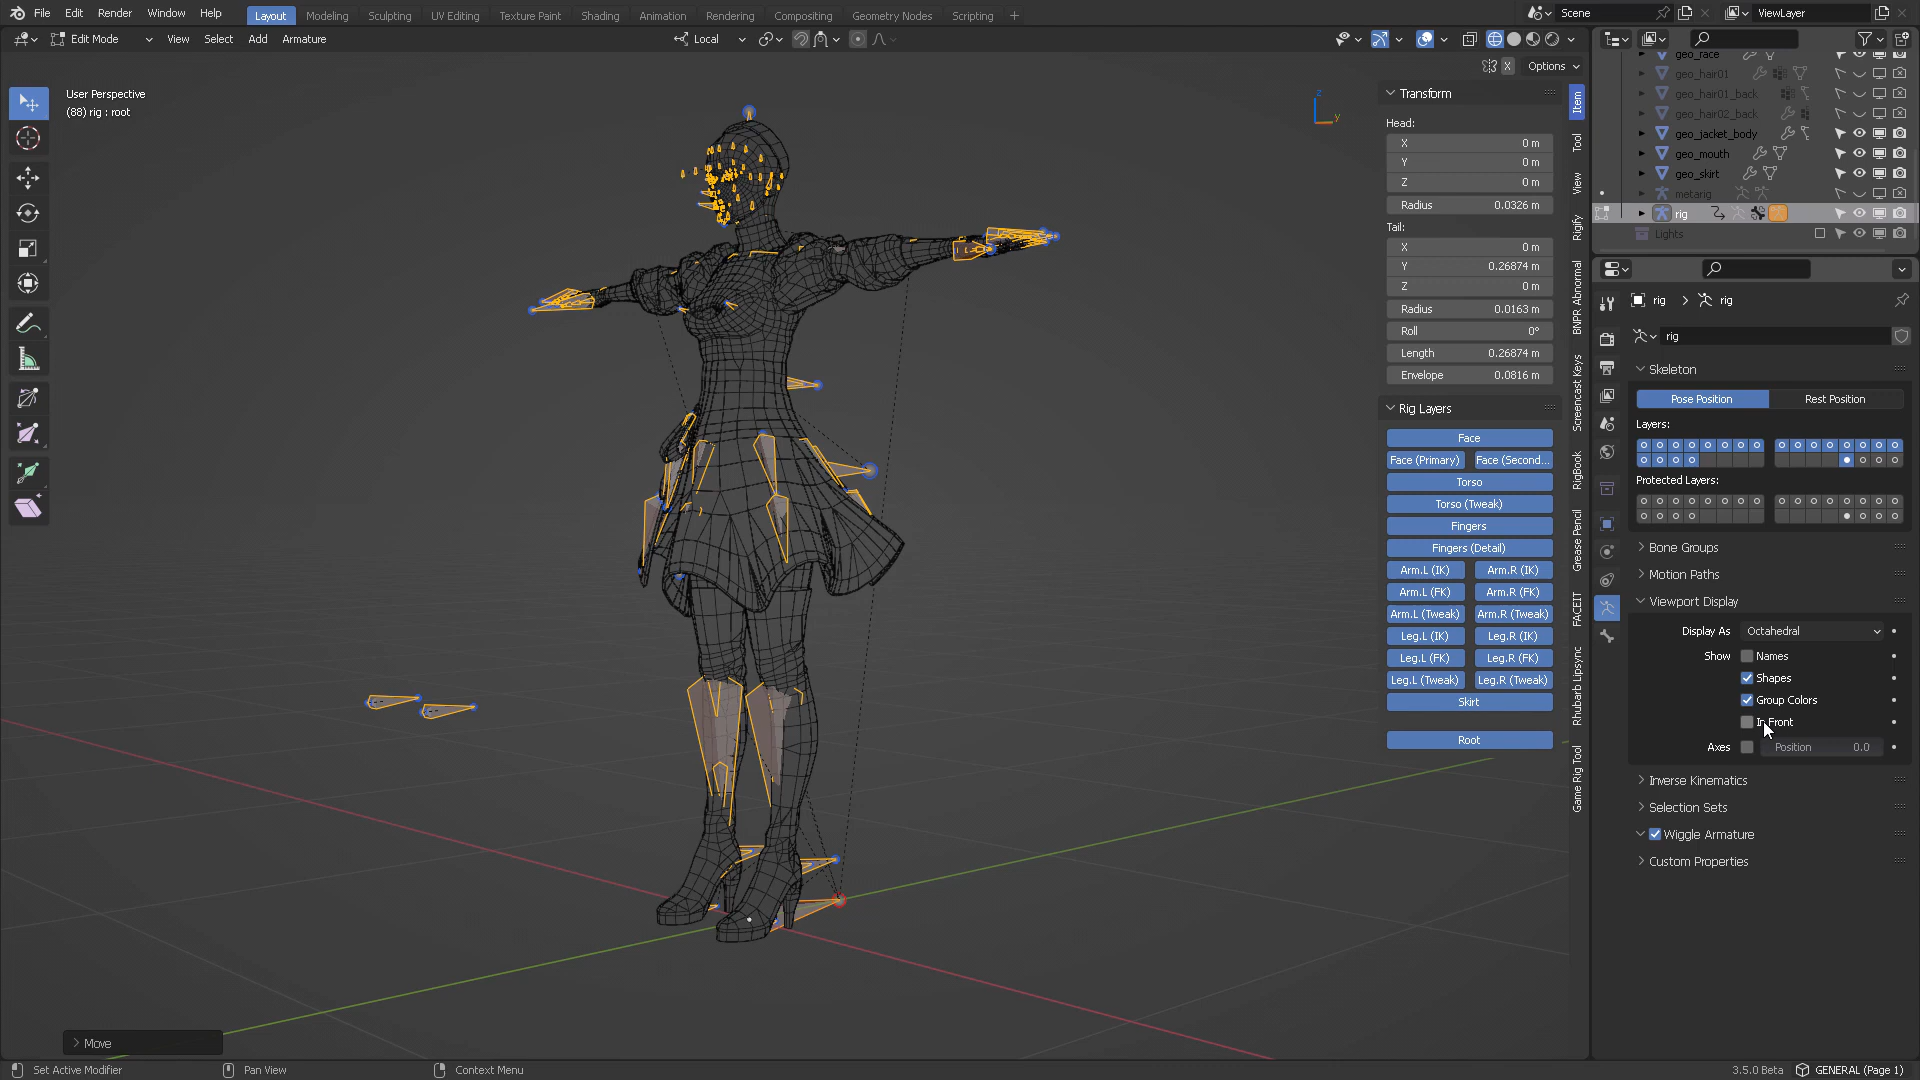 File Edit Render Window Help Layout Modeling Sculpting UV Editing Texture Paint Shading Animation Rendering Compositing Geometry Nodes Scripting Scene ViewLayer
Edit Mode View Select Add Armature Local
X Options
User Perspective
(88) rig : root
z
y
Transform
Head:
X 0 m
Y 0 m
Z 0 m
Radius 0.0326 m
Tail:
X 0 m
Y 0.26874 m
Z 0 m
Radius 0.0163 m
Roll 0°
Length 0.26874 m
Envelope 0.0816 m
Rig Layers
Face
Face (Primary) Face (Second...
Torso
Torso (Tweak)
Fingers
Fingers (Detail)
Arm.L (IK) Arm.R (IK)
Arm.L (FK) Arm.R (FK)
Arm.L (Tweak) Arm.R (Tweak)
Leg.L (IK) Leg.R (IK)
Leg.L (FK) Leg.R (FK)
Leg.L (Tweak) Leg.R (Tweak)
Skirt
Root
Item
Tool
View
Rigify
BNPR Abnormal
Screencast Keys
RigBook
Grease Pencil
FACEIT
Rhubarb Lipsync
Game Rig Tool
geo_face
geo_hair01
geo_hair01_back
geo_hair02_back
geo_jacket_body
geo_mouth
geo_skirt
metarig
rig
Lights
rig rig
rig
Skeleton
Pose Position Rest Position
Layers:
Protected Layers:
Bone Groups
Motion Paths
Viewport Display
Display As Octahedral
Show Names
Shapes
Group Colors
In Front
Axes Position 0.0
Inverse Kinematics
Selection Sets
Wiggle Armature
Custom Properties
Move
Set Active Modifier Pan View Context Menu 3.5.0 Beta GENERAL (Page 1)